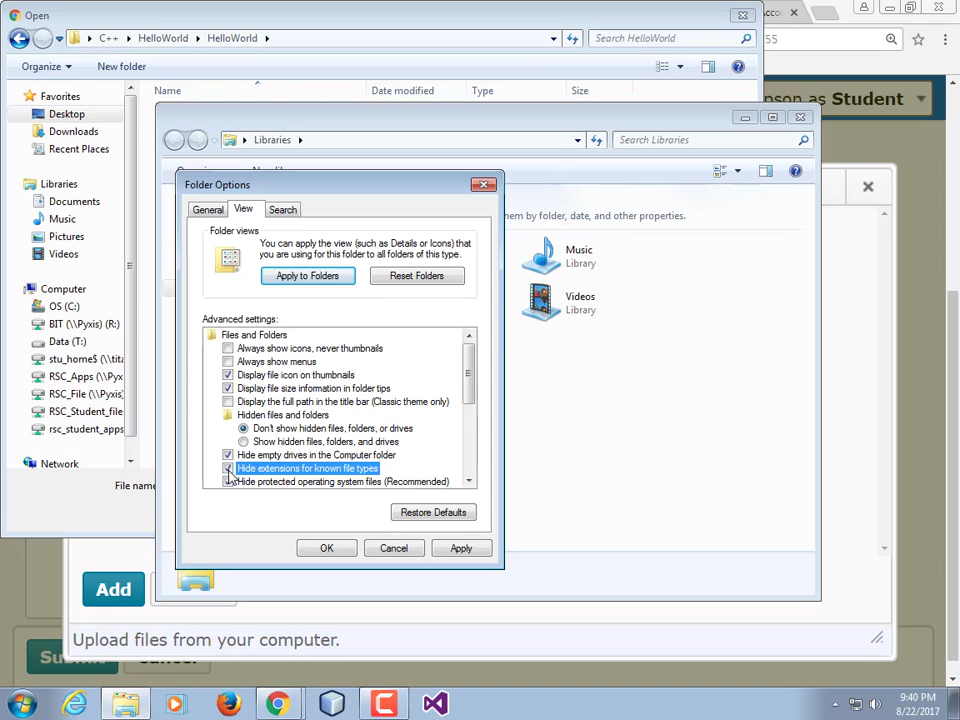 Open
Acco
C++ HelloWorld HelloWorld
Search HelloWorld
55
Organize New folder
Name Date modified Type Size
Favorites
Desktop
Downloads
Recent Places
Libraries
Documents
Music
Pictures
Videos
Computer
OS (C:)
BIT (\\Pyxis) (R:)
Data (T:)
stu_home$ (\\tita
RSC_Apps (\\Pyx
RSC_File (\\Pyxis
RSC_Student_file
rsc_student_apps
Network
File name
nson as Student
Libraries
Search Libraries
hem by folder, date, and other properties.
Music
Library
Videos
Library
Folder Options
General View Search
Folder views
You can apply the view (such as Details or Icons) that
you are using for this folder to all folders of this type.
Apply to Folders Reset Folders
Advanced settings:
Files and Folders
Always show icons, never thumbnails
Always show menus
Display file icon on thumbnails
Display file size information in folder tips
Display the full path in the title bar (Classic theme only)
Hidden files and folders
Don't show hidden files, folders, or drives
Show hidden files, folders, and drives
Hide empty drives in the Computer folder
Hide extensions for known file types
Hide protected operating system files (Recommended)
Restore Defaults
OK Cancel Apply
Add
Upload files from your computer.
Submit Cancel
9:40 PM
8/22/2017